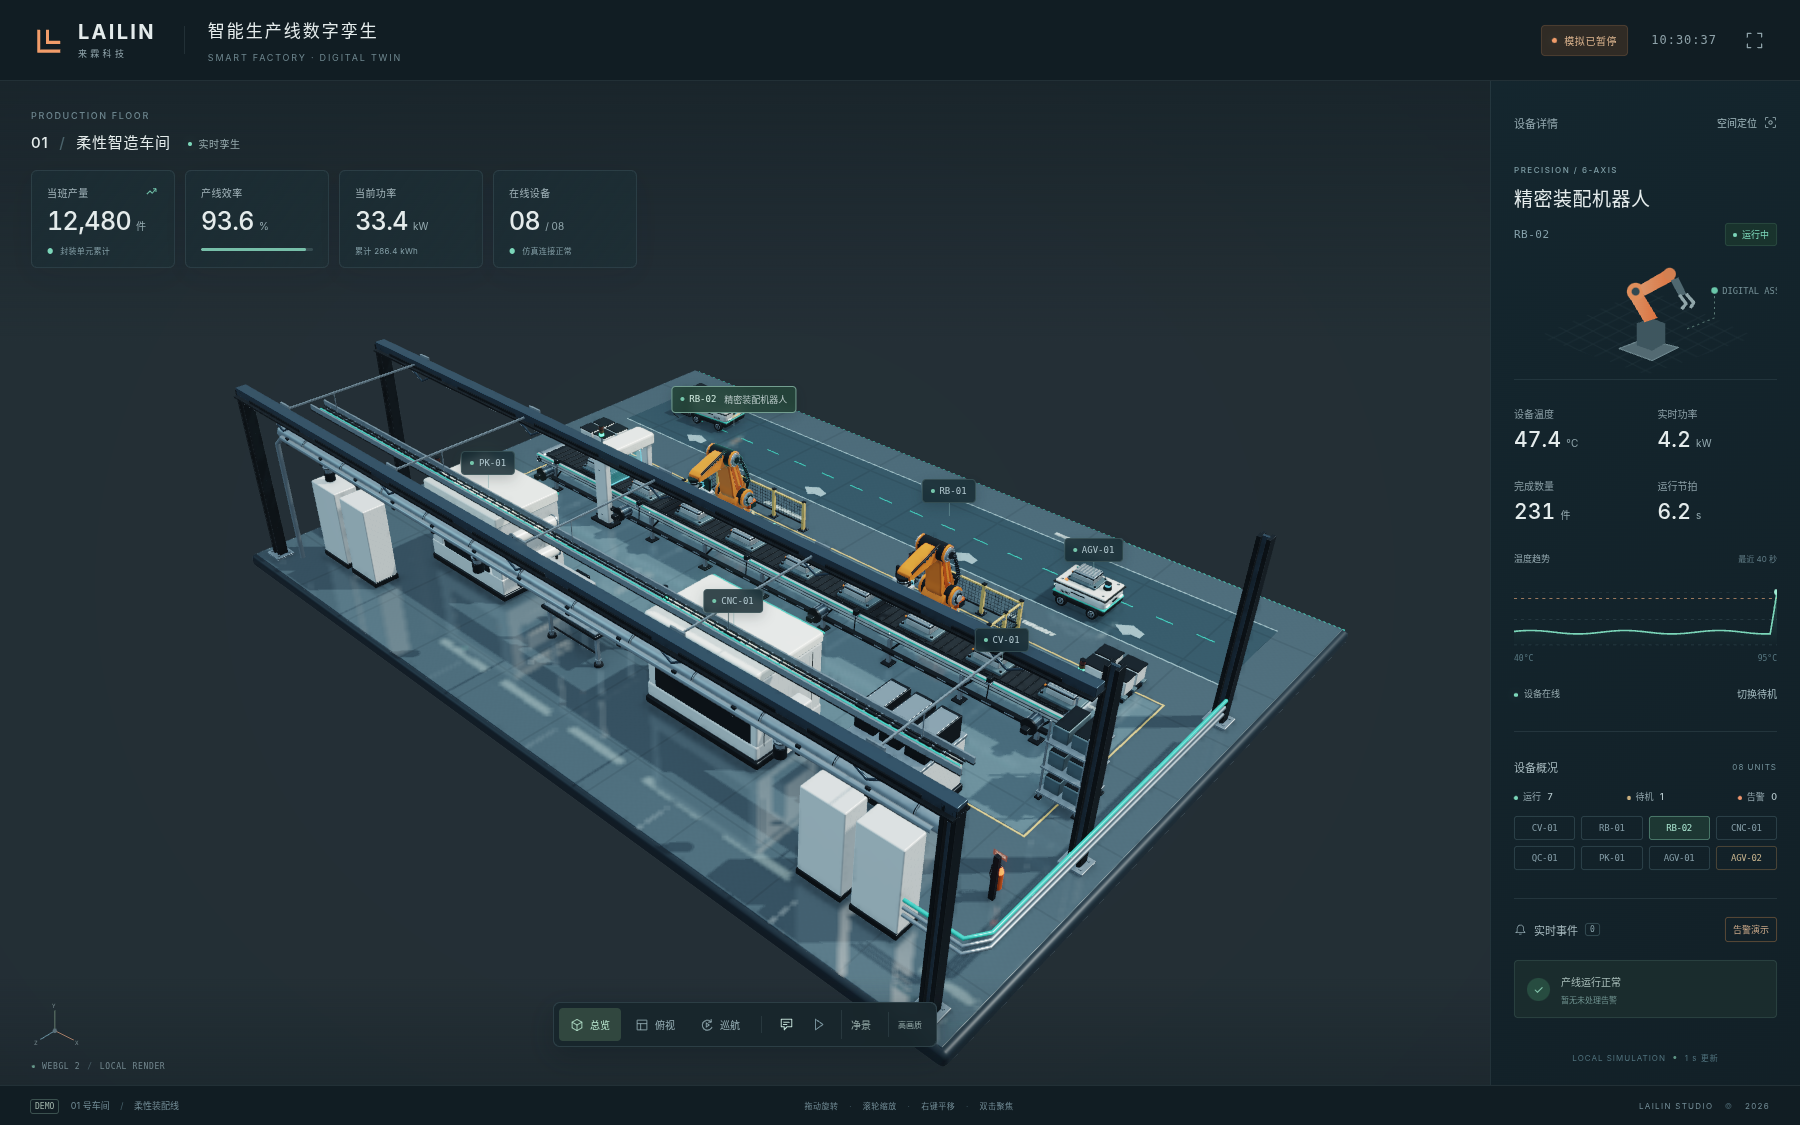 LAILIN
来霖科技
智能生产线数字孪生
SMART FACTORY · DIGITAL TWIN
模拟已暂停
10:30:37
PRODUCTION FLOOR
01 / 柔性智造车间
实时孪生
当班产量
12,480 件
封装单元累计
产线效率
93.6 %
当前功率
33.4 kW
累计 286.4 kWh
在线设备
08 / 08
仿真连接正常
RB-02 精密装配机器人
PK-01
RB-01
AGV-01
CNC-01
CV-01
Y
Z
X
WEBGL 2 / LOCAL RENDER
总览
俯视
巡航
净景
高画质
设备详情
空间定位
PRECISION / 6-AXIS
精密装配机器人
RB-02
运行中
DIGITAL ASS
设备温度
47.4 °C
实时功率
4.2 kW
完成数量
231 件
运行节拍
6.2 s
温度趋势
最近 40 秒
40°C
95°C
设备在线
切换待机
设备概况
08 UNITS
运行 7
待机 1
告警 0
CV-01
RB-01
RB-02
CNC-01
QC-01
PK-01
AGV-01
AGV-02
实时事件 0
告警演示
产线运行正常
暂无未处理告警
LOCAL SIMULATION • 1 s 更新
DEMO 01 号车间 / 柔性装配线
拖动旋转 · 滚轮缩放 · 右键平移 · 双击聚焦
LAILIN STUDIO © 2026